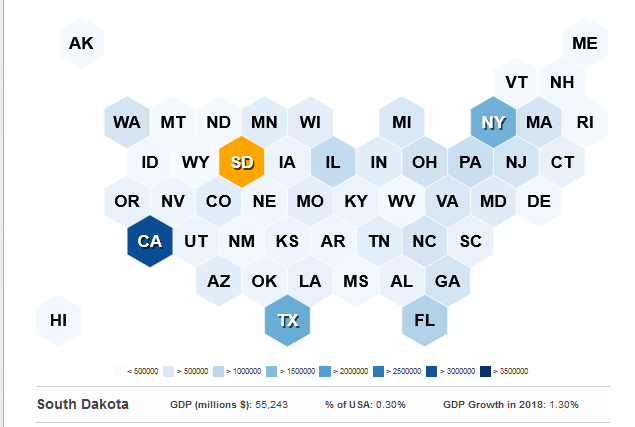 AK ME
VT NH
WA MT ND MN WI MI NY MA RI
ID WY SD IA IL IN OH PA NJ CT
OR NV CO NE MO KY WV VA MD DE
CA UT NM KS AR TN NC SC
AZ OK LA MS AL GA
HI TX FL
< 500000 > 500000 > 1000000 > 1500000 > 2000000 > 2500000 > 3000000 > 3500000
South Dakota GDP (millions $): 55,243 % of USA: 0.30% GDP Growth in 2018: 1.30%